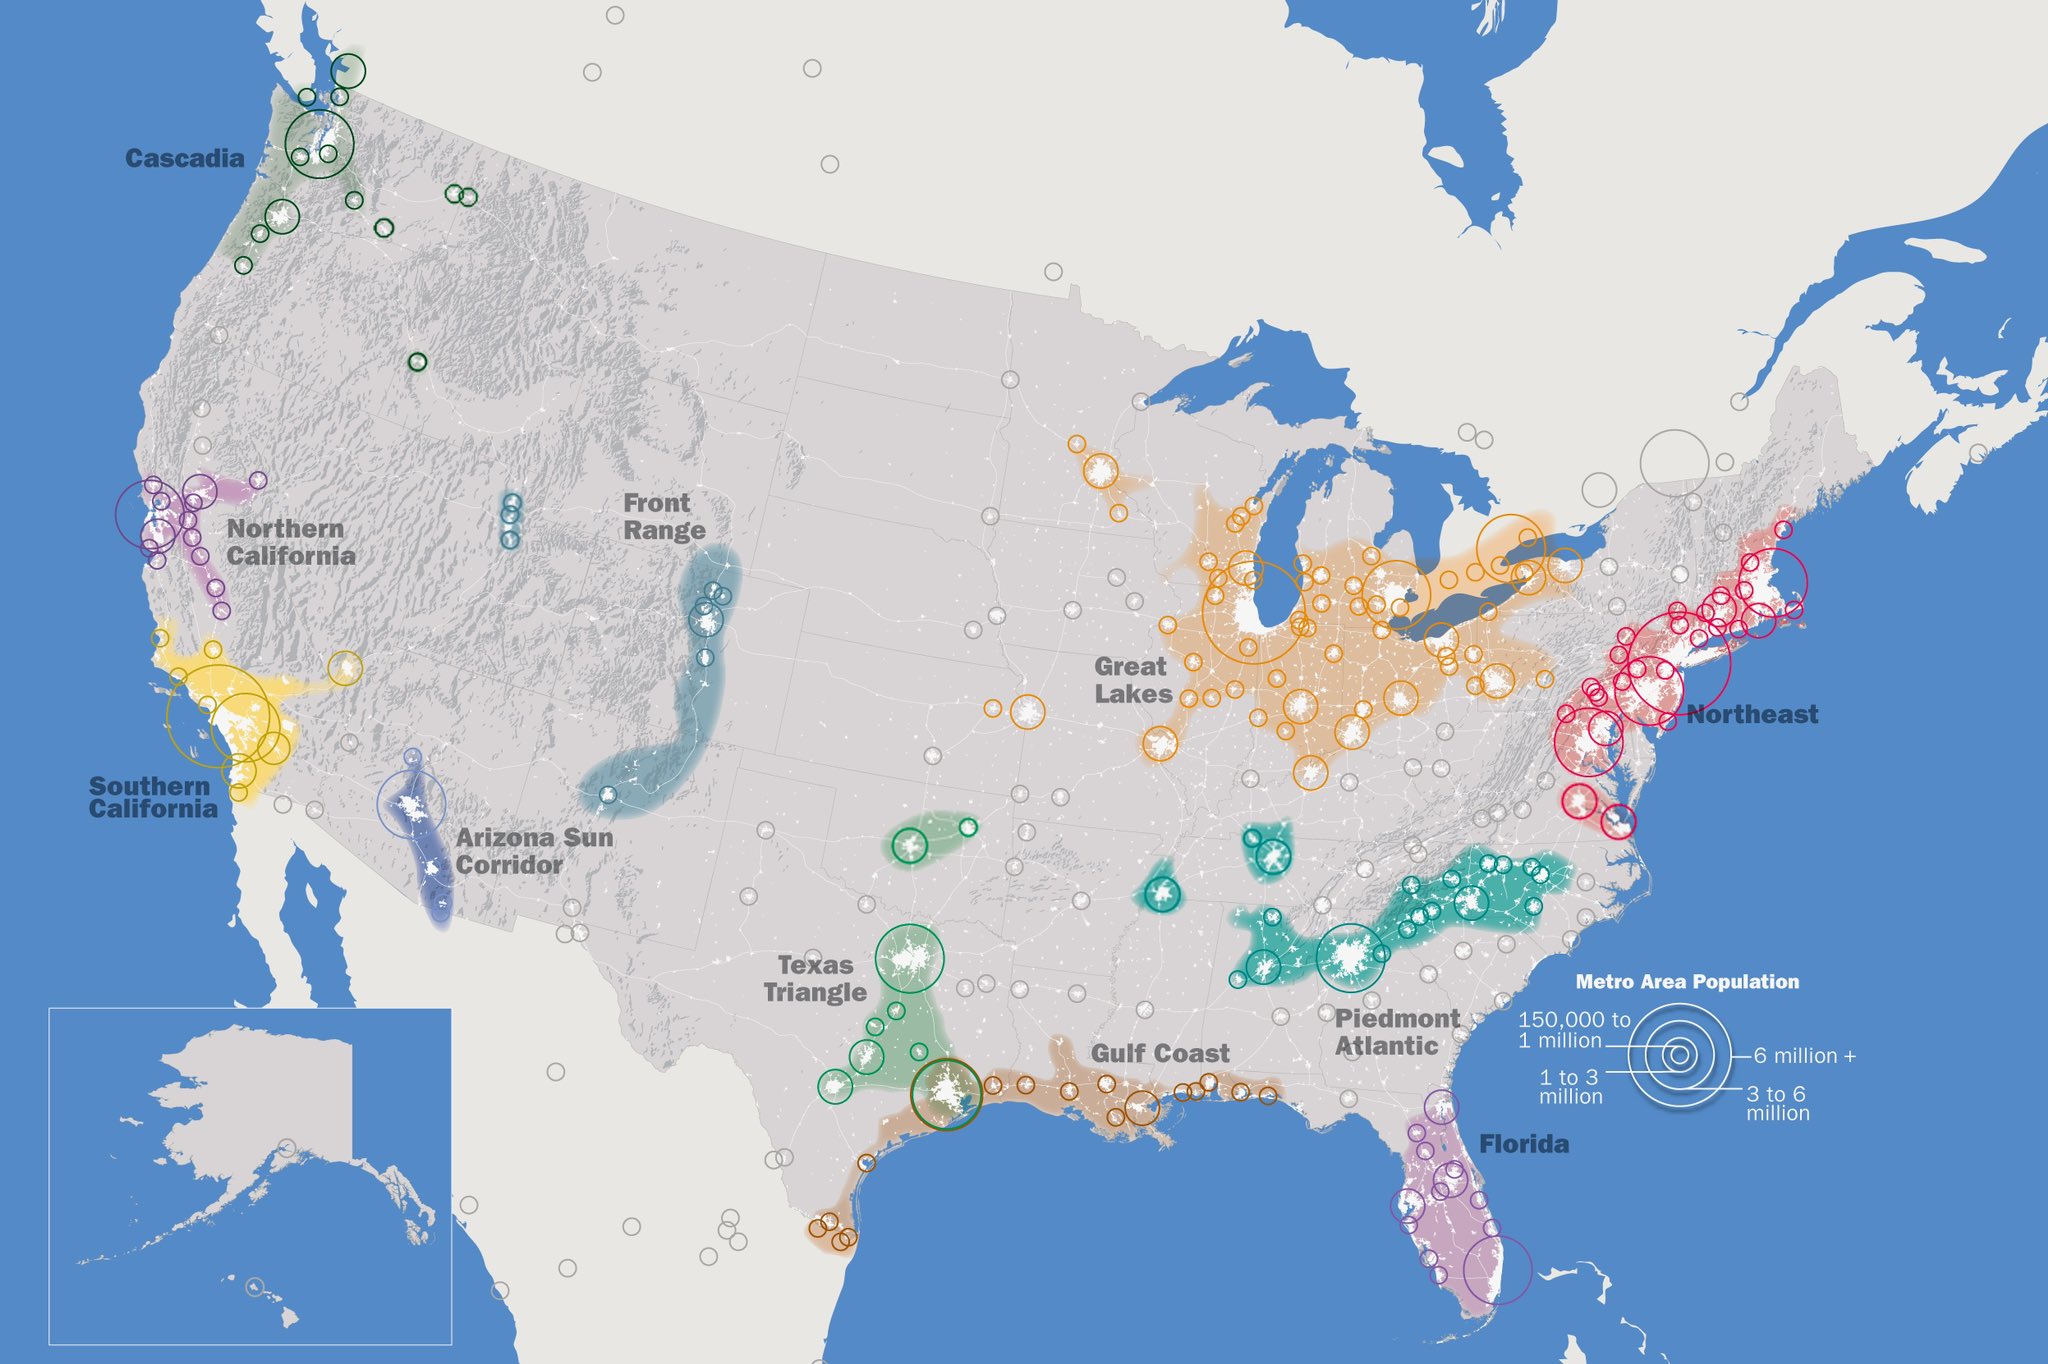 Cascadia
Northern
California
Front
Range
Great
Lakes
Northeast
Southern
California
Arizona Sun
Corridor
Texas
Triangle
Gulf Coast
Piedmont
Atlantic
Florida
Metro Area Population
150,000 to
1 million
6 million +
1 to 3
million
3 to 6
million